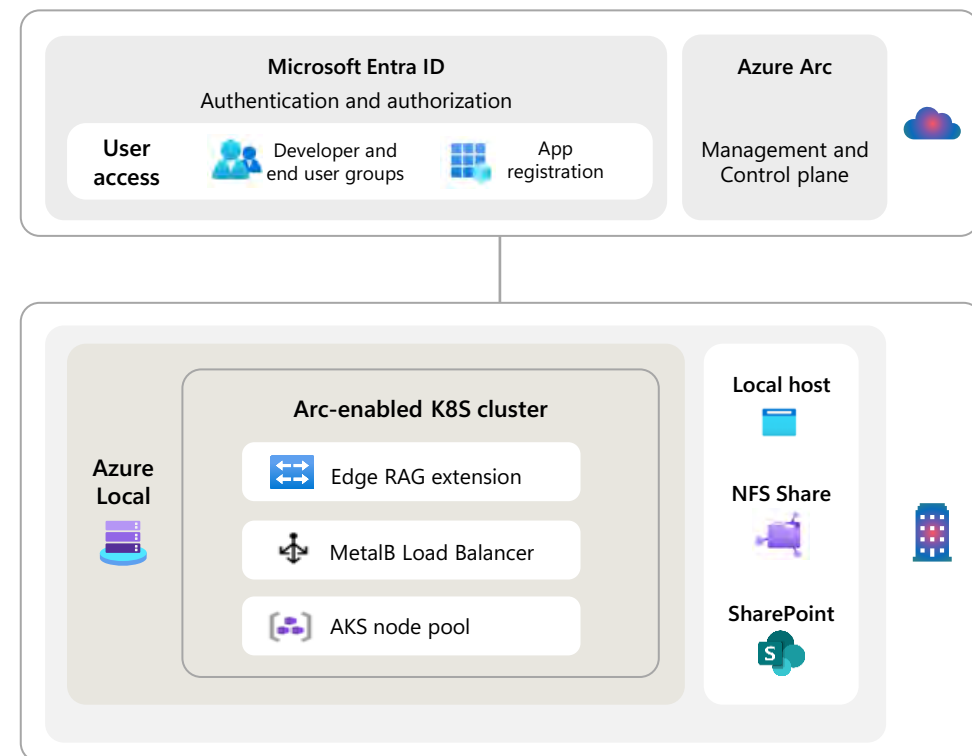 Microsoft Entra ID
Authentication and authorization
User
access
Developer and
end user groups
App
registration
Azure Arc
Management and
Control plane
Azure
Local
Arc-enabled K8S cluster
Edge RAG extension
MetalB Load Balancer
AKS node pool
Local host
NFS Share
SharePoint
S